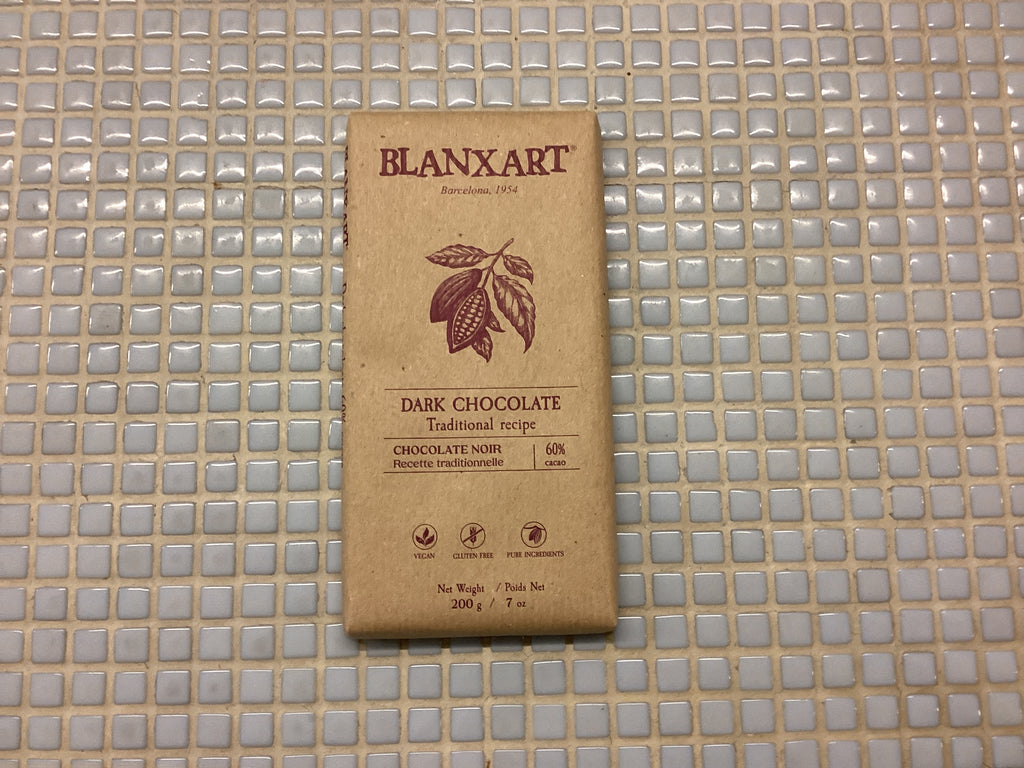 BLANXART®
Barcelona, 1954
DARK CHOCOLATE
Traditional recipe
CHOCOLATE NOIR
Recette traditionnelle
60%
cacao
VEGAN
GLUTEN FREE
PURE INGREDIENTS
Net Weight / Poids Net
200 g / 7 oz